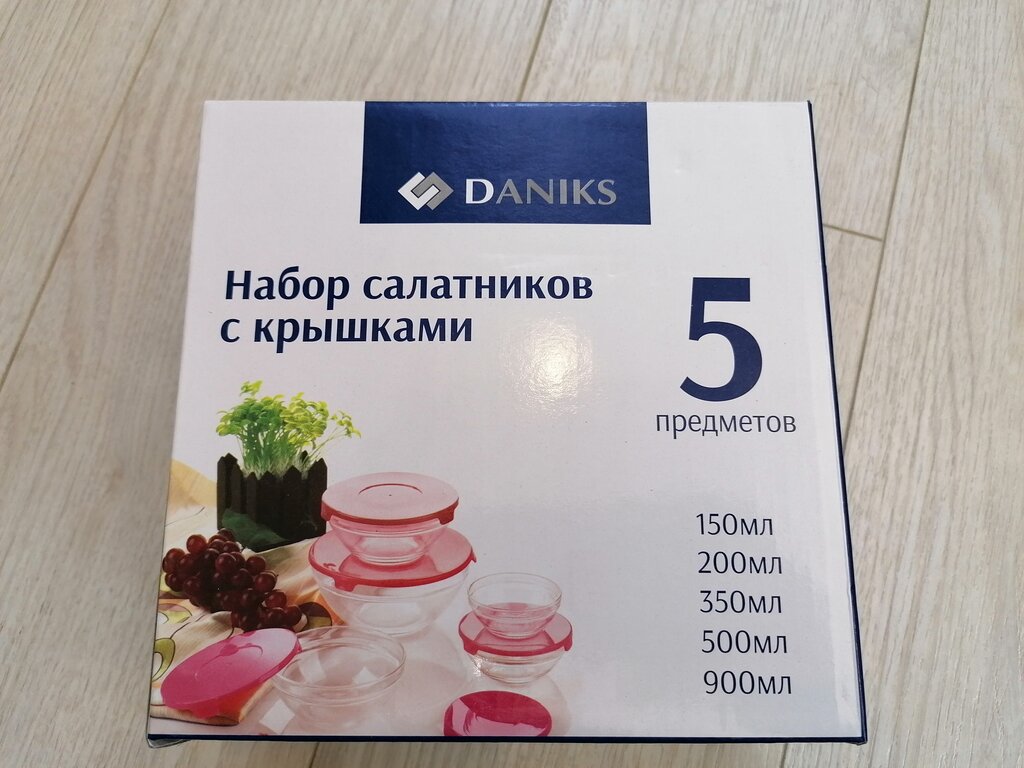 DANIKS
Набор салатников
с крышками
5
предметов
150мл
200мл
350мл
500мл
900мл